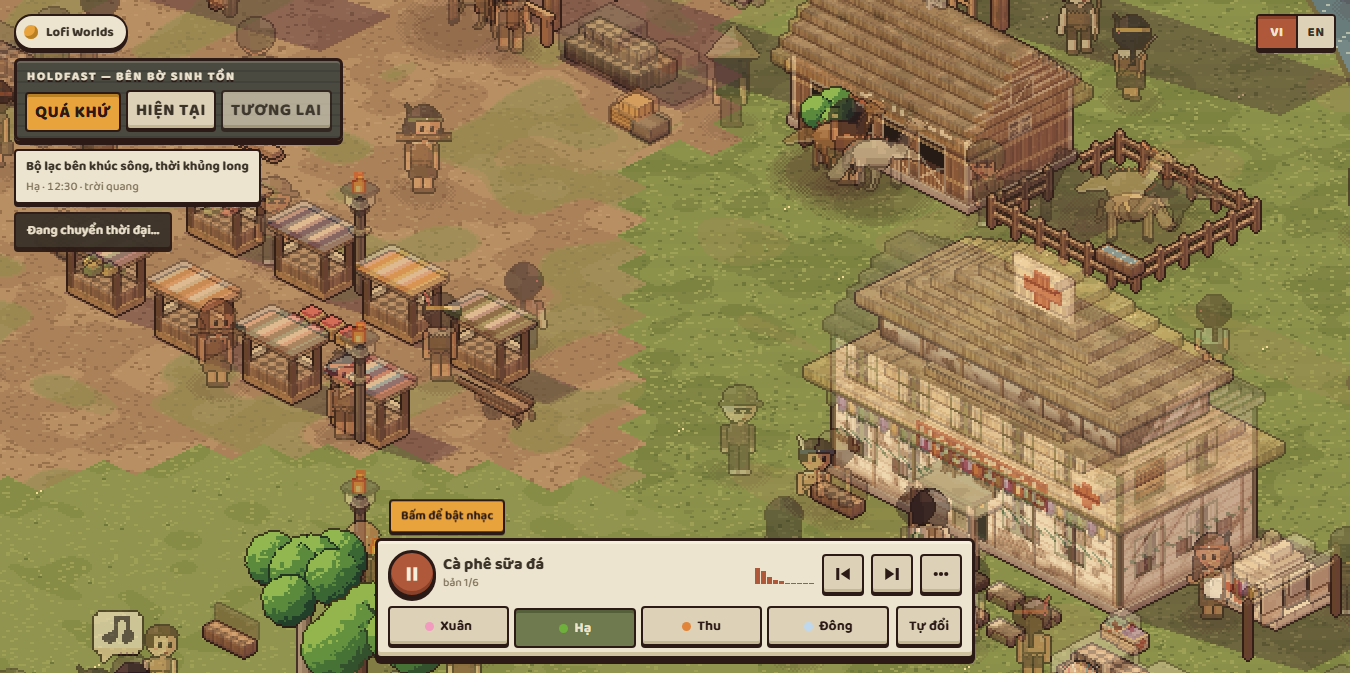 Lofi Worlds
VI
EN
HOLDFAST — BÊN BỜ SINH TỒN
QUÁ KHỨ
HIỆN TẠI
TƯƠNG LAI
Bộ lạc bên khúc sông, thời khủng long
Hạ · 12:30 · trời quang
Đang chuyển thời đại...
Bấm để bật nhạc
Cà phê sữa đá
bản 1/6
Xuân
Hạ
Thu
Đông
Tự đổi